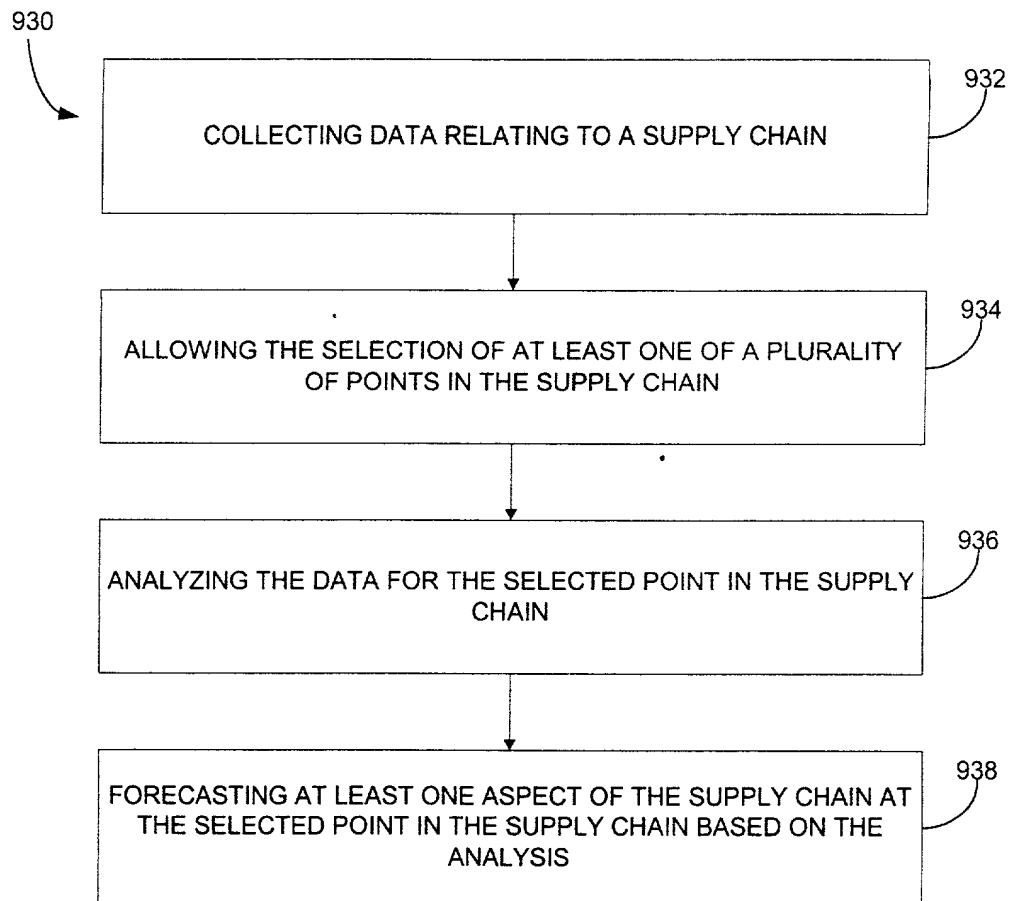 930
932
COLLECTING DATA RELATING TO A SUPPLY CHAIN
934
ALLOWING THE SELECTION OF AT LEAST ONE OF A PLURALITY
OF POINTS IN THE SUPPLY CHAIN
936
ANALYZING THE DATA FOR THE SELECTED POINT IN THE SUPPLY
CHAIN
938
FORECASTING AT LEAST ONE ASPECT OF THE SUPPLY CHAIN AT
THE SELECTED POINT IN THE SUPPLY CHAIN BASED ON THE
ANALYSIS